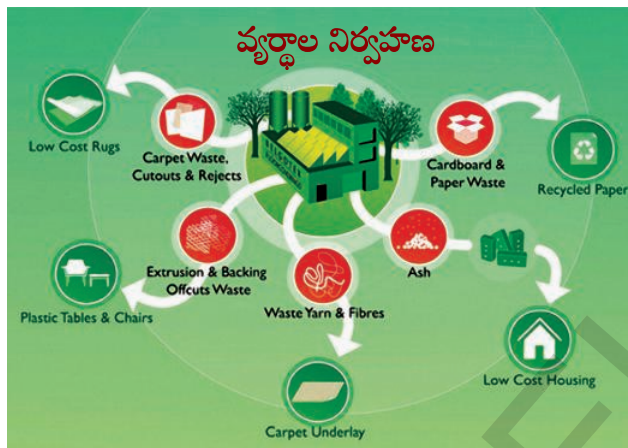 వ్యర్థాల నిర్వహణ
Low Cost Rugs
Carpet Waste,
Cutouts & Rejects
Cardboard &
Paper Waste
Recycled Paper
Extrusion & Backing
Offcuts Waste
Waste Yarn & Fibres
Ash
Plastic Tables & Chairs
Low Cost Housing
Carpet Underlay